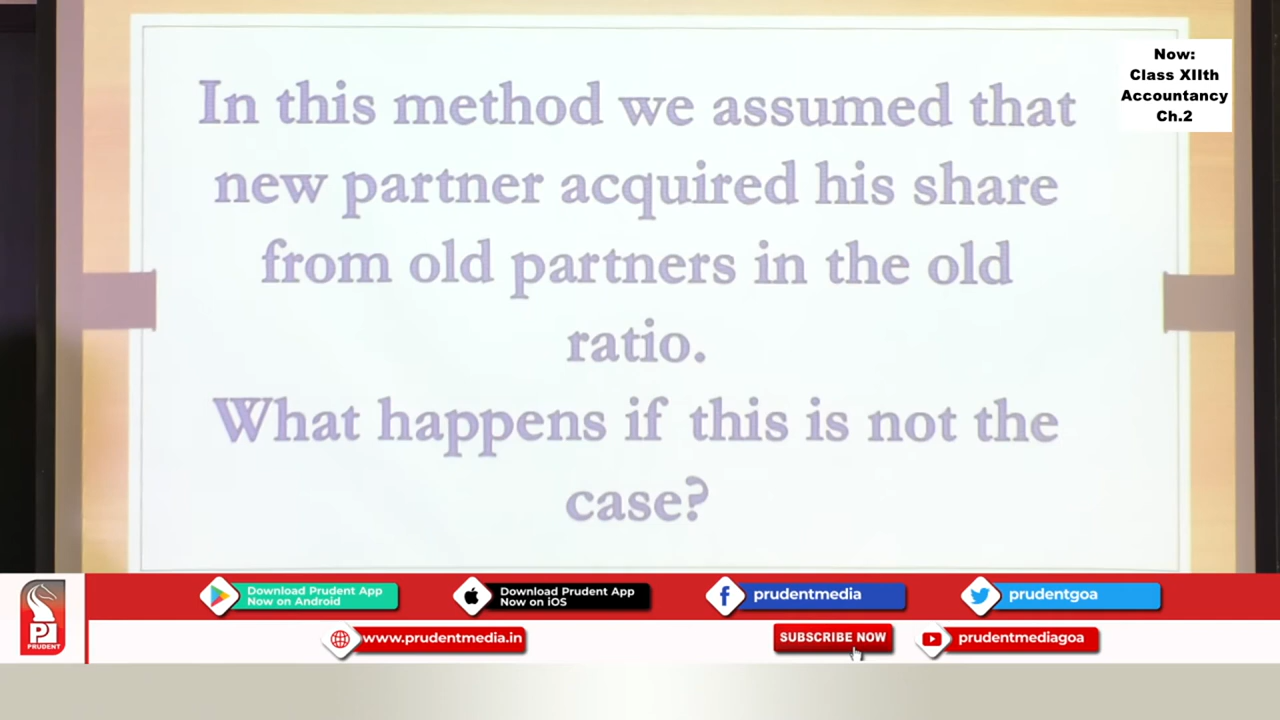 Now:
Class XIIth
Accountancy
Ch.2
In this method we assumed that
new partner acquired his share
from old partners in the old
ratio.
What happens if this is not the
case?
Download Prudent App
Now on Android
Download Prudent App
Now on iOS
prudentmedia
prudentgoa
PRUDENT
www.prudentmedia.in
SUBSCRIBE NOW
prudentmediagoa